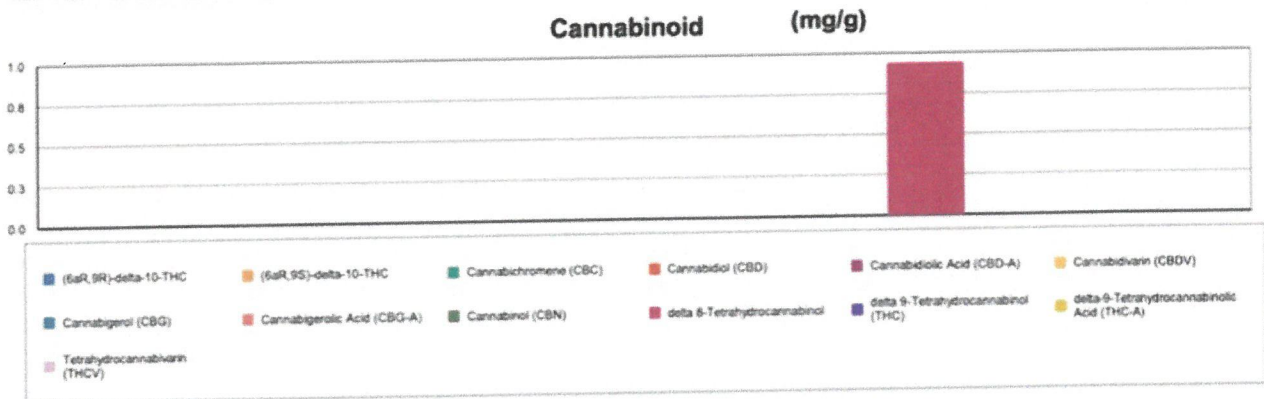 Cannabinoid (mg/g)
1.0
0.8
0.5
0.3
0.0
(6aR,9R)-delta-10-THC (6aR,9S)-delta-10-THC Cannabichromene (CBC) Cannabidiol (CBD) Cannabidiolic Acid (CBD-A) Cannabidivarin (CBDV)
Cannabigerol (CBG) Cannabigerolic Acid (CBG-A) Cannabinol (CBN) delta 8-Tetrahydrocannabinol delta 9-Tetrahydrocannabinol (THC) delta-9-Tetrahydrocannabinolic Acid (THC-A)
Tetrahydrocannabivarin
(THCV)